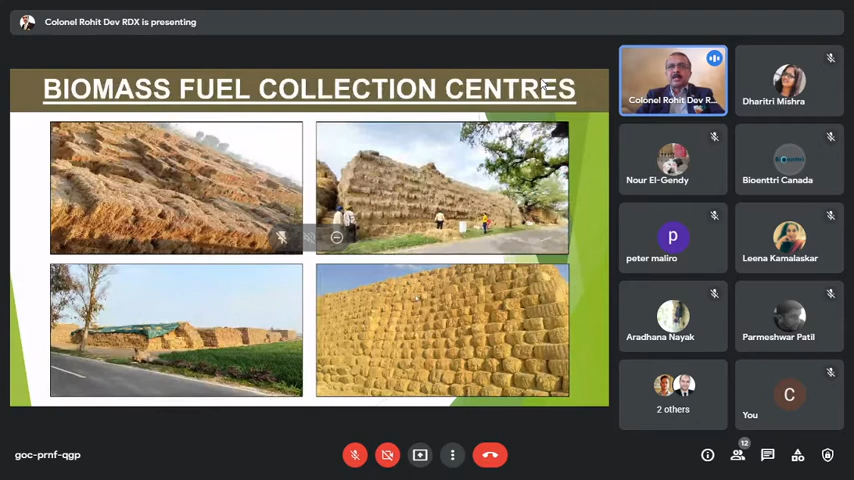 Colonel Rohit Dev RDX is presenting
BIOMASS FUEL COLLECTION CENTRES
Colonel Rohit Dev R...
Dharitri Mishra
Nour El-Gendy
Bioenttri Canada
p
peter maliro
Leena Kamalaskar
Aradhana Nayak
Parmeshwar Patil
2 others
C
You
goc-prnf-qgp
12